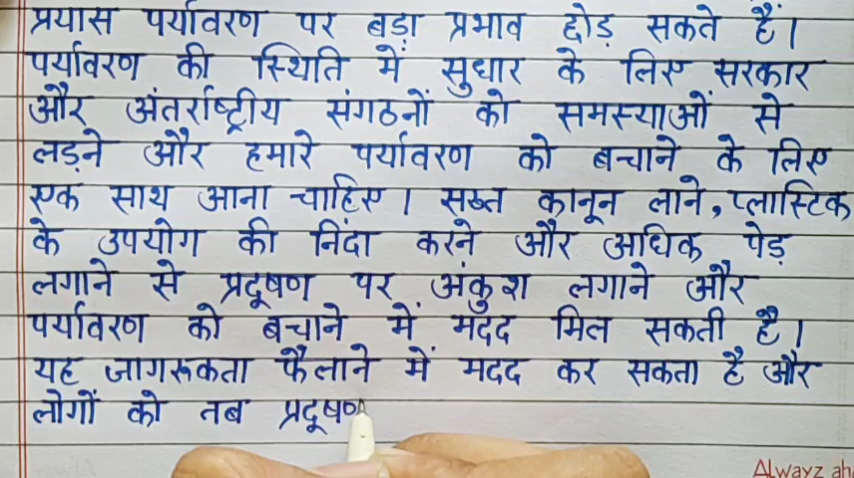 प्रयास पर्यावरण पर बड़ा प्रभाव छोड़ सकते हैं।
पर्यावरण की स्थिति में सुधार के लिए सरकार
और अंतर्राष्ट्रीय संगठनों को समस्याओं से
लड़ने और हमारे पर्यावरण को बचाने के लिए
एक साथ आना चाहिए। सख्त कानून लाने, प्लास्टिक
के उपयोग की निंदा करने और अधिक पेड़
लगाने से प्रदूषण पर अंकुश लगाने और
पर्यावरण को बचाने में मदद मिल सकती है।
यह जागरूकता फैलाने में मदद कर सकता है और
लोगों को तब प्रदूषण
Alwayz ah